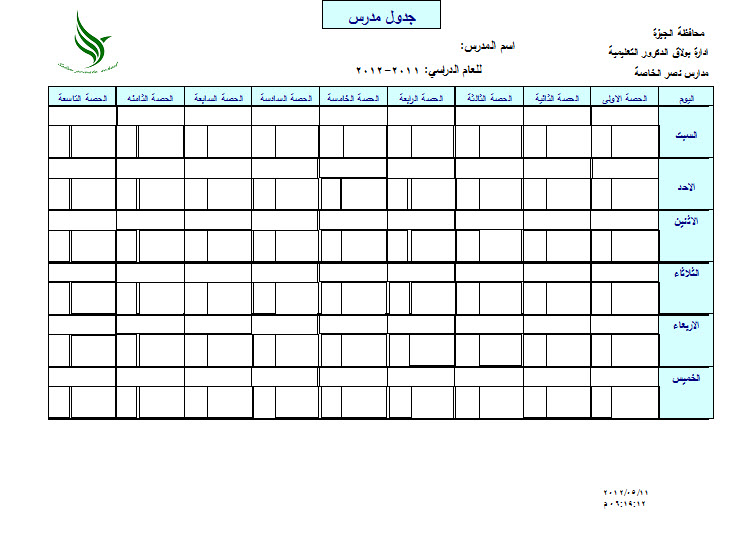 جدول مدرس
محافظة الجيزة
ادارة بولاق الدكرور التعليمية
مدارس نصر الخاصة
اسم المدرس:
للعام الدراسي: ٢٠١١-٢٠١٢
اليوم الحصة الاولى الحصة الثانية الحصة الثالثة الحصة الرابعة الحصة الخامسة الحصة السادسة الحصة السابعة الحصة الثامنه الحصة التاسعة
السبت
الاحد
الاثنين
الثلاثاء
الاربعاء
الخميس
٢٠١٢/٠٥/١١
٠٦:١٩:١٢ م